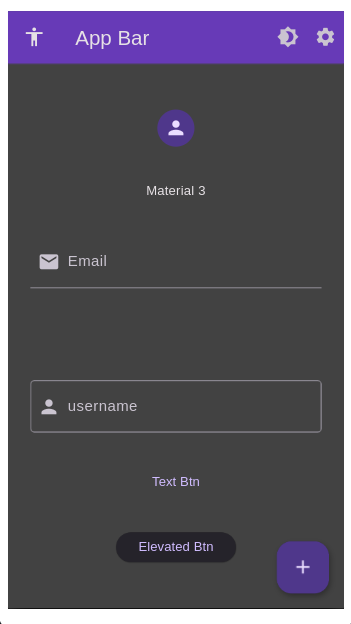 App Bar
Material 3
Email
username
Text Btn
Elevated Btn